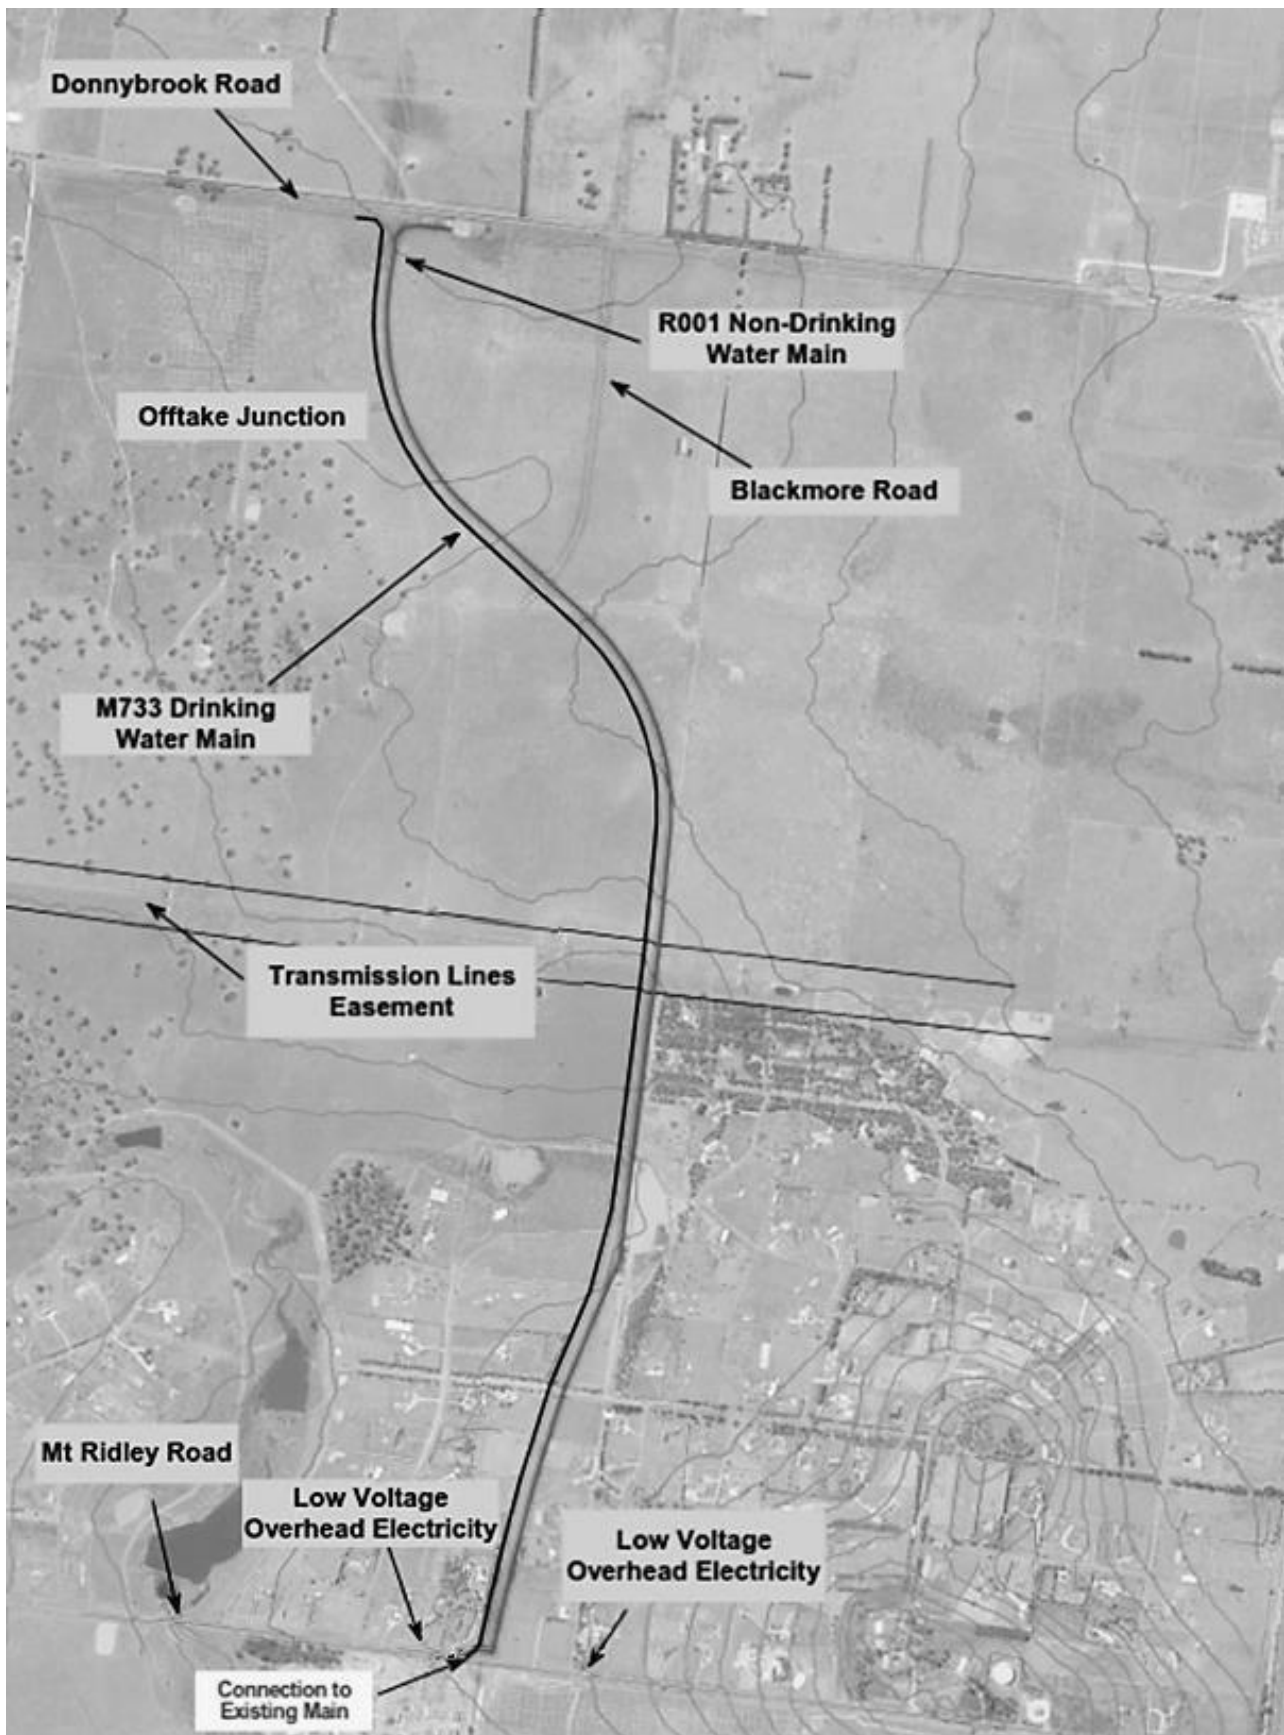 Donnybrook Road
R001 Non-Drinking
Water Main
Offtake Junction
Blackmore Road
M733 Drinking
Water Main
Transmission Lines
Easement
Mt Ridley Road
Low Voltage
Overhead Electricity
Low Voltage
Overhead Electricity
Connection to
Existing Main